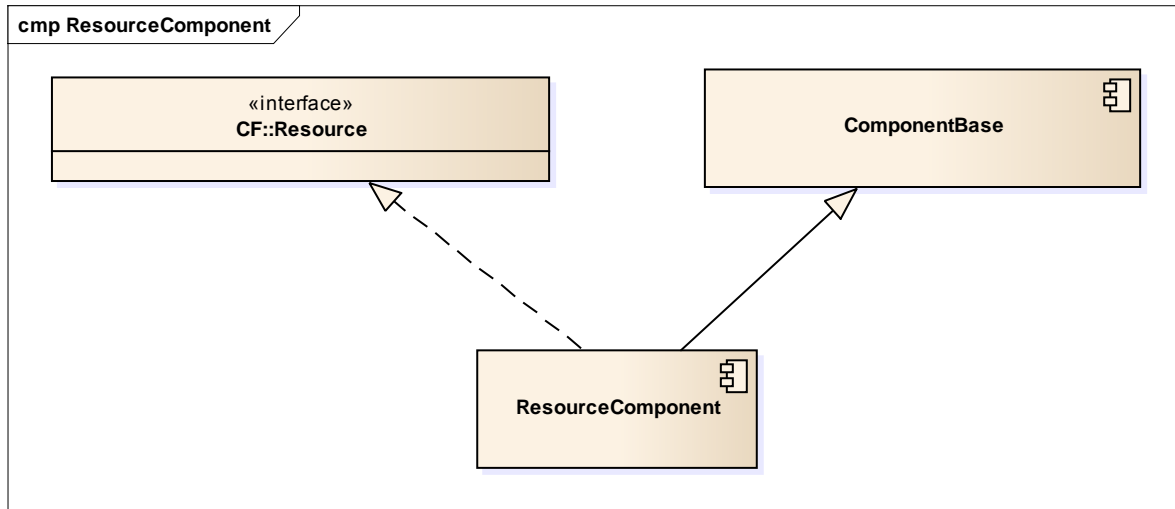 cmp ResourceComponent
«interface»
CF::Resource
ComponentBase
ResourceComponent